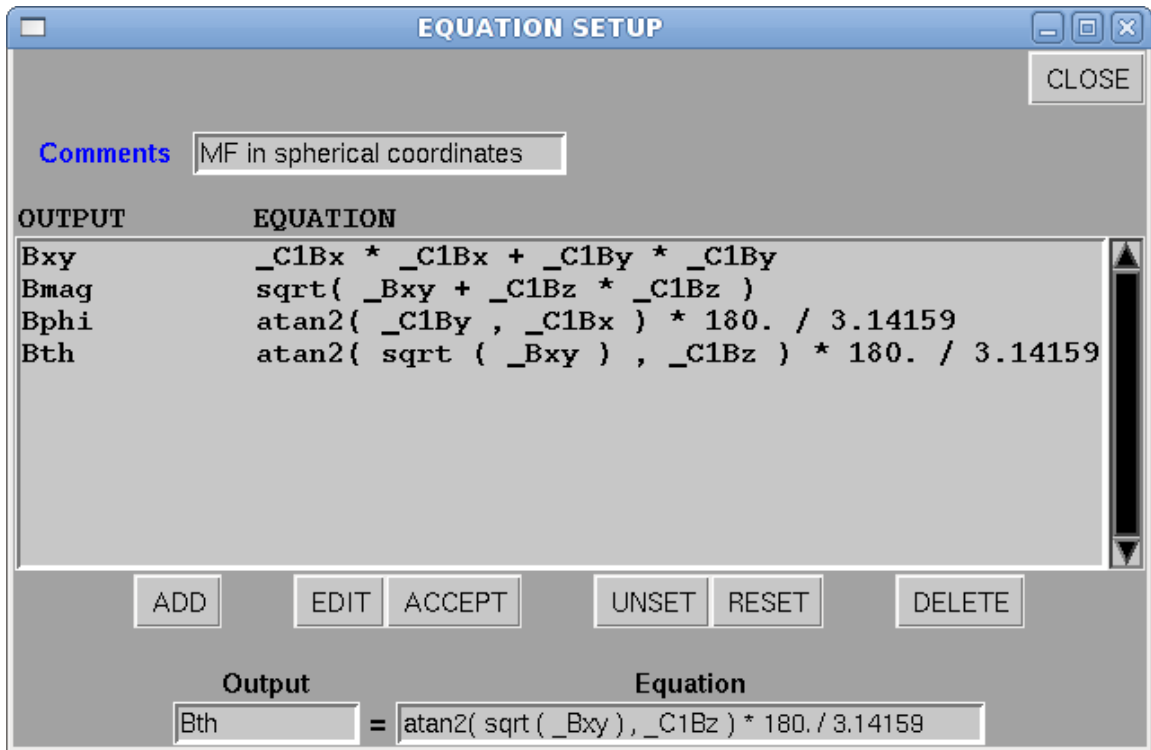 EQUATION SETUP
CLOSE
Comments MF in spherical coordinates
OUTPUT EQUATION
Bxy _C1Bx * _C1Bx + _C1By * _C1By
Bmag sqrt( _Bxy + _C1Bz * _C1Bz )
Bphi atan2( _C1By , _C1Bx ) * 180. / 3.14159
Bth atan2( sqrt ( _Bxy ) , _C1Bz ) * 180. / 3.14159
ADD EDIT ACCEPT UNSET RESET DELETE
Output Equation
Bth = atan2( sqrt ( _Bxy ) , _C1Bz ) * 180. / 3.14159